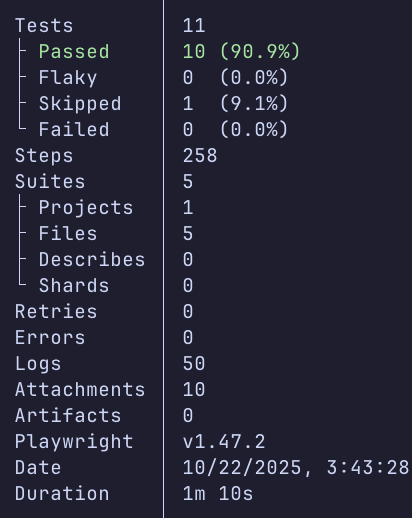 Tests 11
Passed 10 (90.9%)
Flaky 0 (0.0%)
Skipped 1 (9.1%)
Failed 0 (0.0%)
Steps 258
Suites 5
Projects 1
Files 5
Describes 0
Shards 0
Retries 0
Errors 0
Logs 50
Attachments 10
Artifacts 0
Playwright v1.47.2
Date 10/22/2025, 3:43:28
Duration 1m 10s